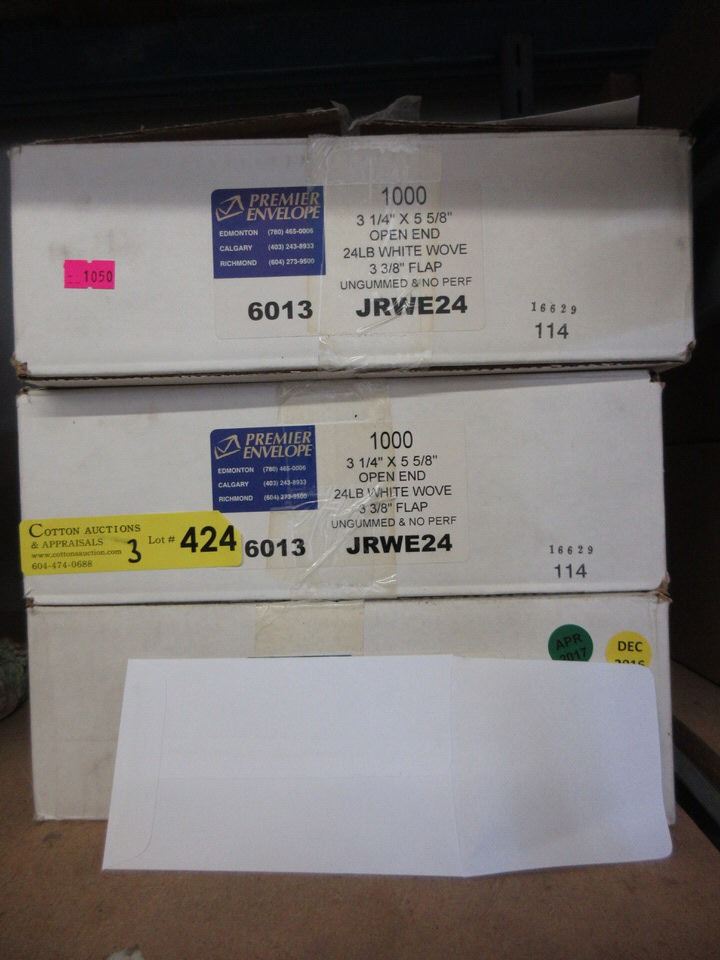 PREMIER
ENVELOPE
EDMONTON (780) 465-0006
CALGARY (403) 243-8933
RICHMOND (604) 273-9500
1000
3 1/4" X 5 5/8"
OPEN END
24LB WHITE WOVE
3 3/8" FLAP
UNGUMMED & NO PERF
6013 JRWE24
1050
16629
114
PREMIER
ENVELOPE
EDMONTON (780) 465-0006
CALGARY (403) 243-8933
RICHMOND (604) 273-9500
1000
3 1/4" X 5 5/8"
OPEN END
24LB WHITE WOVE
3 3/8" FLAP
UNGUMMED & NO PERF
6013 JRWE24
16629
114
COTTON AUCTIONS
& APPRAISALS
www.cottonsauction.com
604-474-0688
3
Lot # 424
APR
2017
DEC
2016